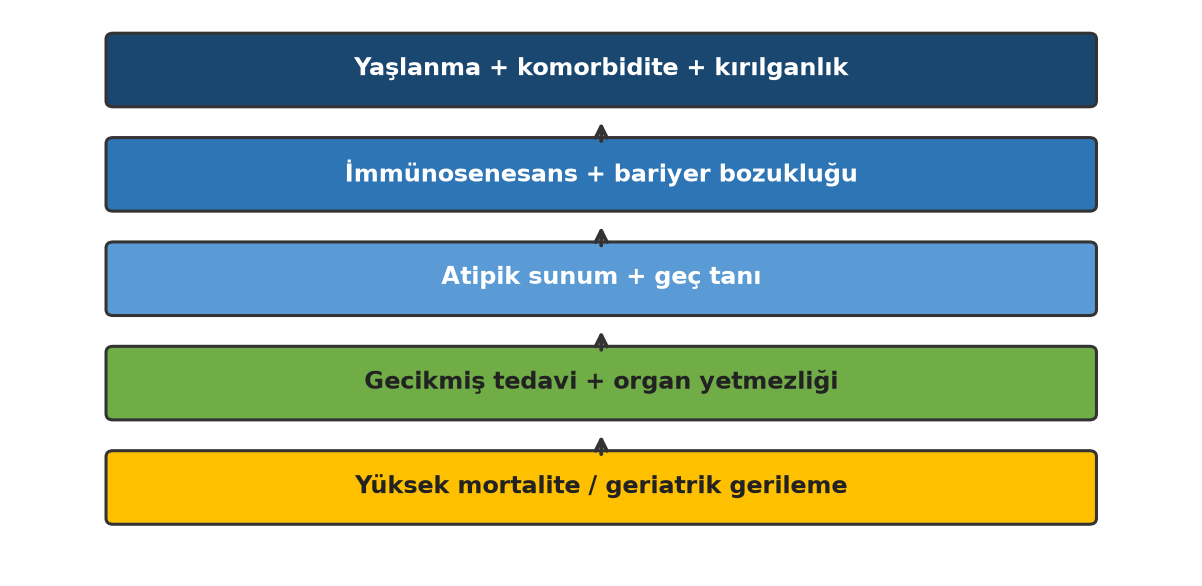 Yaşlanma + komorbidite + kırılganlık
İmmünosenesans + bariyer bozukluğu
Atipik sunum + geç tanı
Gecikmiş tedavi + organ yetmezliği
Yüksek mortalite / geriatrik gerileme